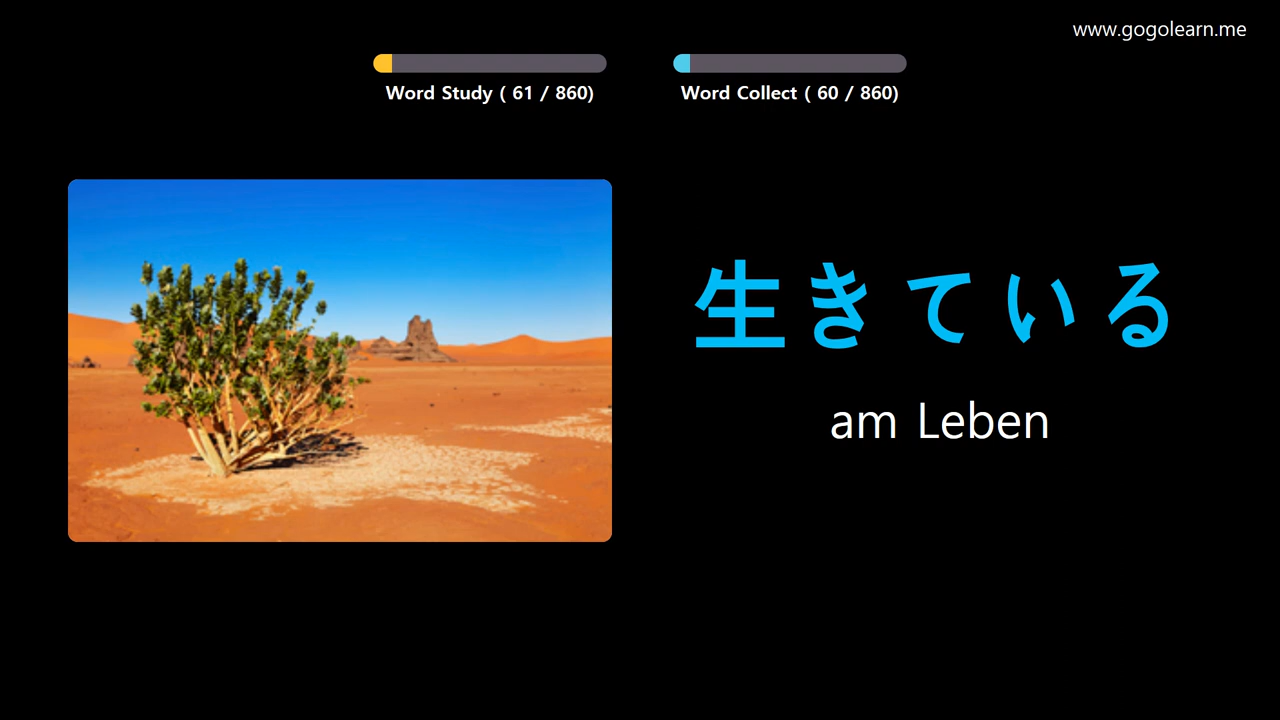 www.gogolearn.me
Word Study ( 61 / 860)
Word Collect ( 60 / 860)
生きている
am Leben